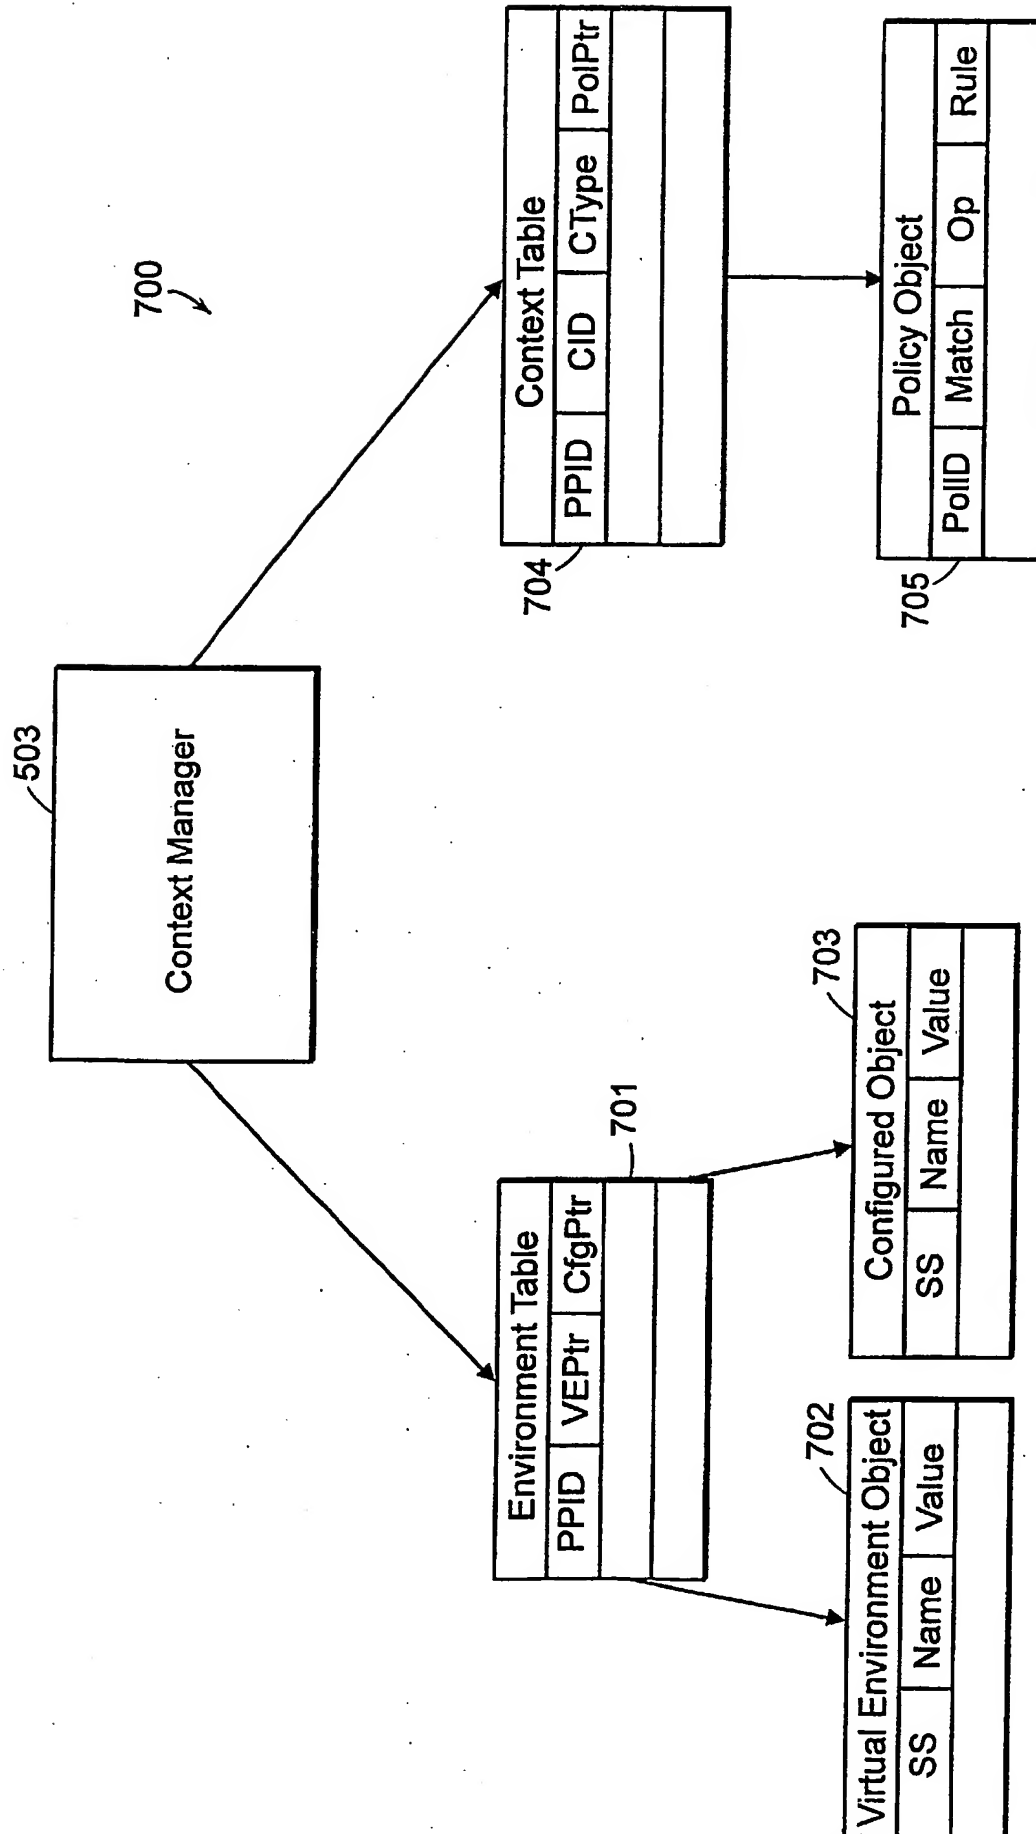 700
503
Context Manager
Environment Table
PPID VEPtr CfgPtr
701
Context Table
PPID CID CType PolPtr
704
Virtual Environment Object
SS Name Value
702
Configured Object
SS Name Value
703
Policy Object
PolID Match Op Rule
705